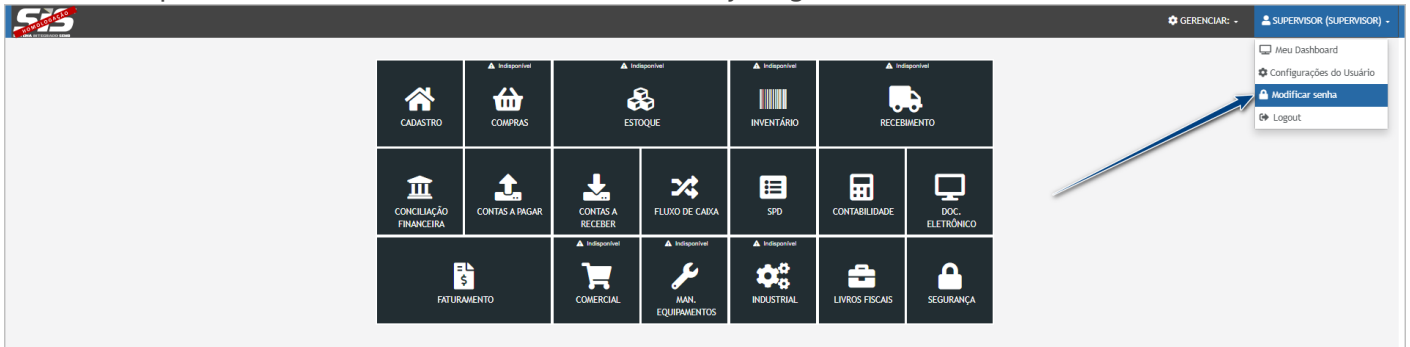 SiS
HOMOLOGAÇÃO
GERENCIAR:
SUPERVISOR (SUPERVISOR)
Meu Dashboard
Configurações do Usuário
Modificar senha
Logout
Indisponível
Indisponível
Indisponível
Indisponível
CADASTRO
COMPRAS
ESTOQUE
INVENTÁRIO
RECEBIMENTO
CONCILIAÇÃO
FINANCEIRA
CONTAS A PAGAR
CONTAS A
RECEBER
FLUXO DE CAIXA
SPD
CONTABILIDADE
DOC.
ELETRÔNICO
Indisponível
Indisponível
Indisponível
FATURAMENTO
COMERCIAL
MAN.
EQUIPAMENTOS
INDUSTRIAL
LIVROS FISCAIS
SEGURANÇA